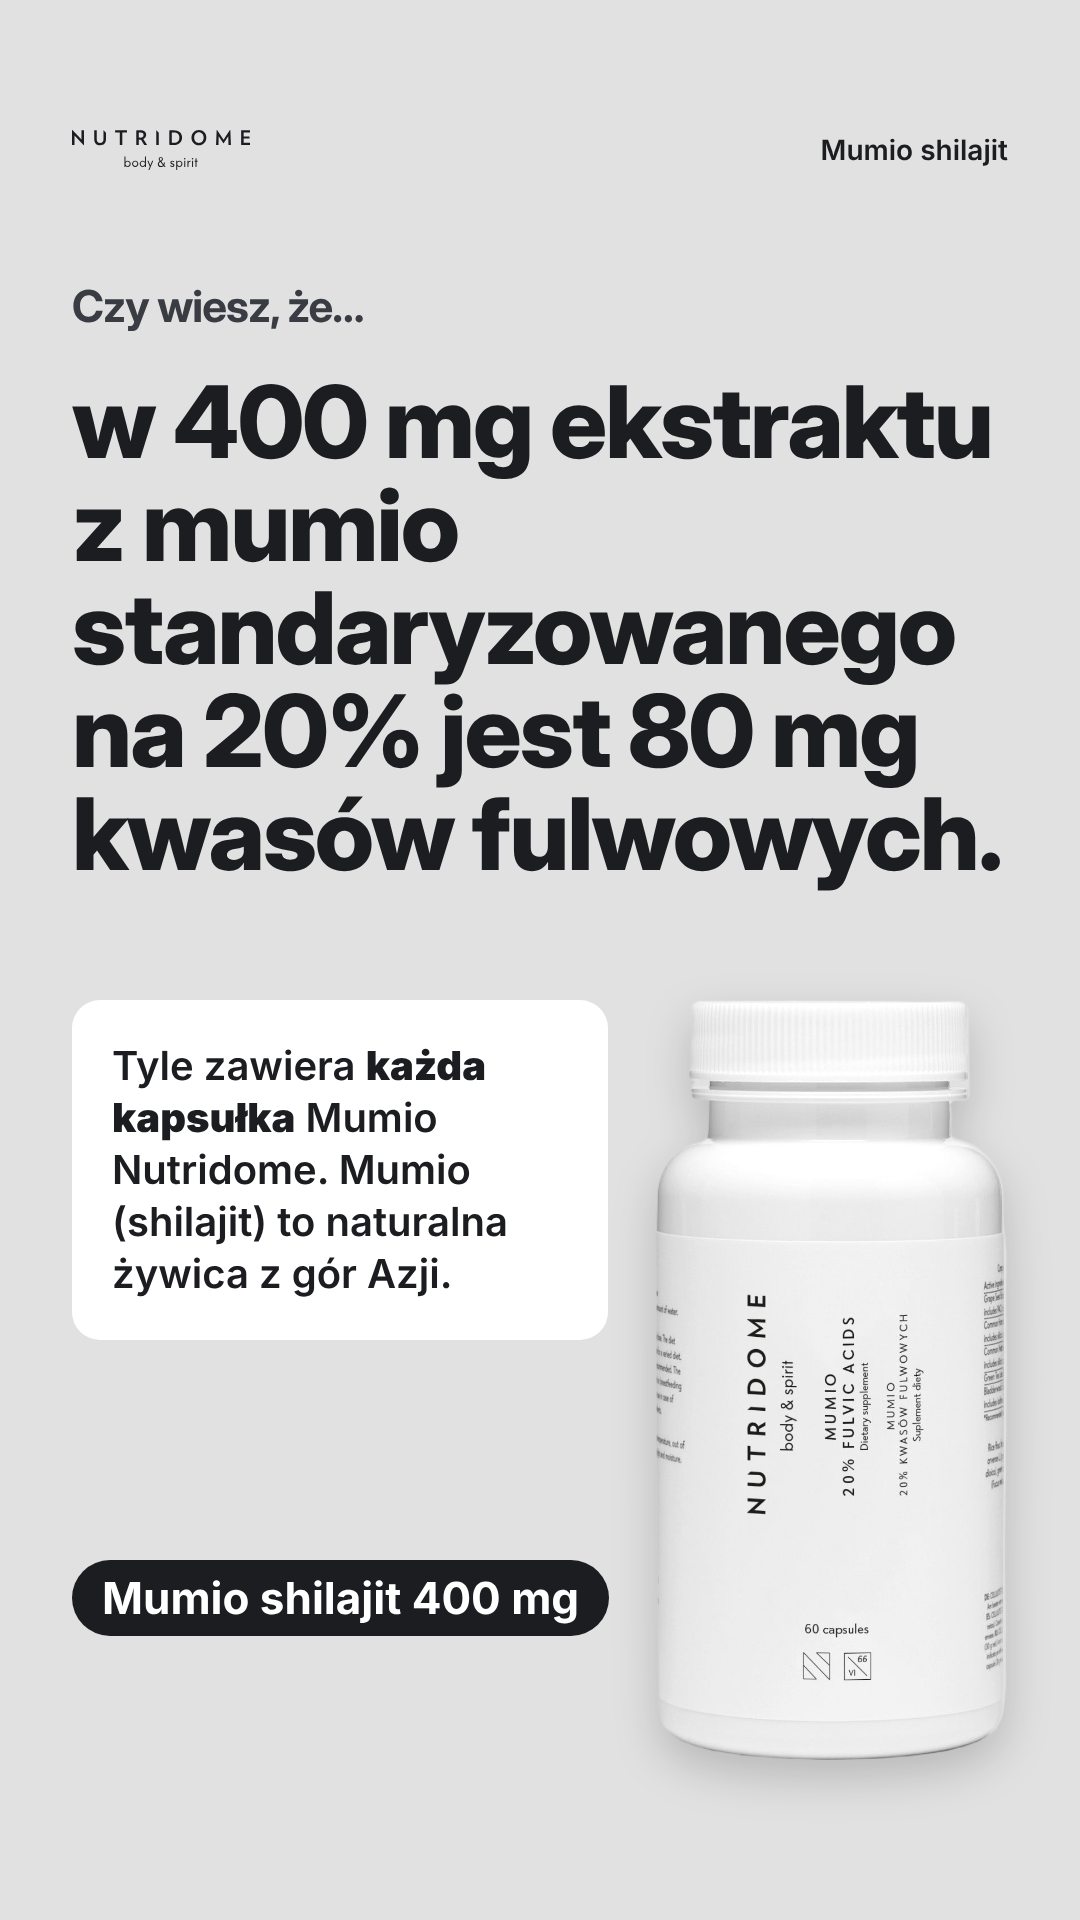 NUTRIDOME
body & spirit
Mumio shilajit
Czy wiesz, że...
w 400 mg ekstraktu
z mumio
standaryzowanego
na 20% jest 80 mg
kwasów fulwowych.
Tyle zawiera każda
kapsułka Mumio
Nutridome. Mumio
(shilajit) to naturalna
żywica z gór Azji.
Mumio shilajit 400 mg
NUTRIDOME
body & spirit
MUMIO
20% FULVIC ACIDS
Dietary supplement
MUMIO
20% KWASÓW FULWOWYCH
Suplement diety
60 capsules
66
VI